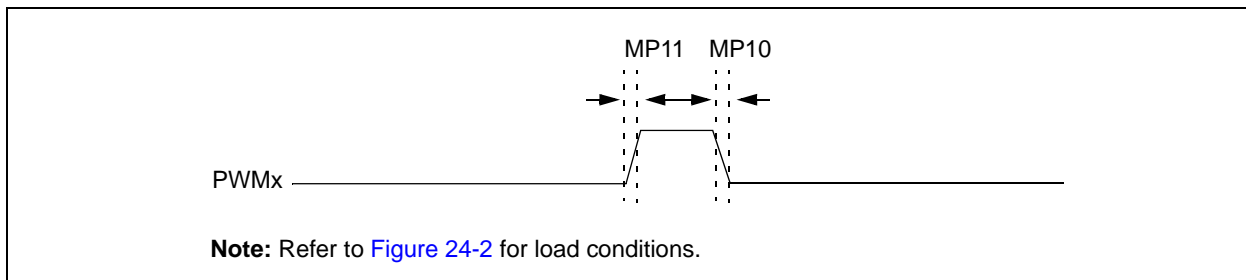 MP11 MP10
PWMx
Note: Refer to Figure 24-2 for load conditions.